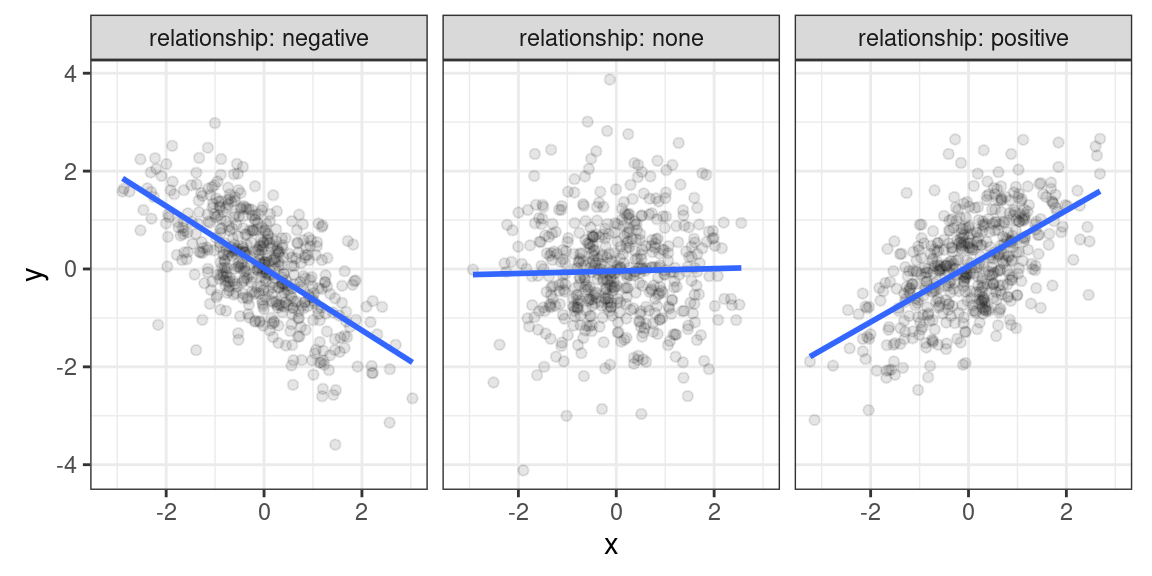 relationship: negative
relationship: none
relationship: positive
4
2
0
-2
-4
y
-2 0 2
-2 0 2
-2 0 2
x